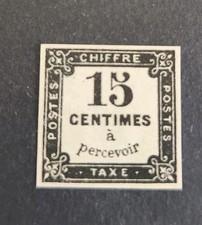 CHIFFRE
POSTES
15
CENTIMES
à
percevoir
POSTES
TAXE